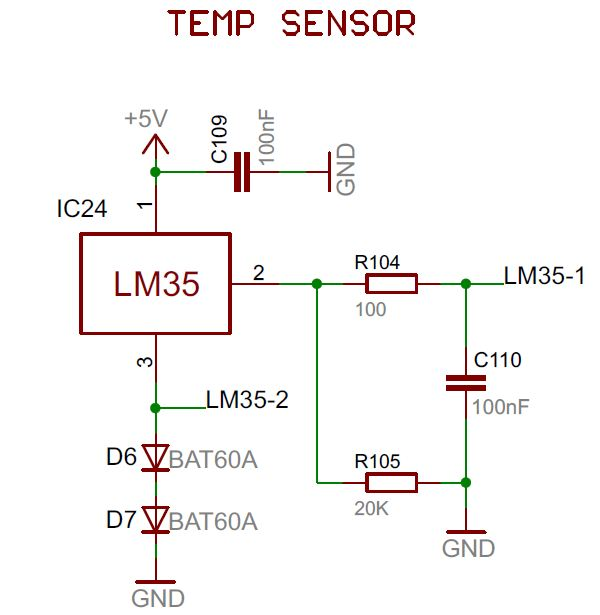 TEMP SENSOR
+5V
C109
100nF
GND
IC24
1
LM35
2
R104
100
LM35-1
3
C110
100nF
LM35-2
D6
BAT60A
R105
20K
D7
BAT60A
GND
GND